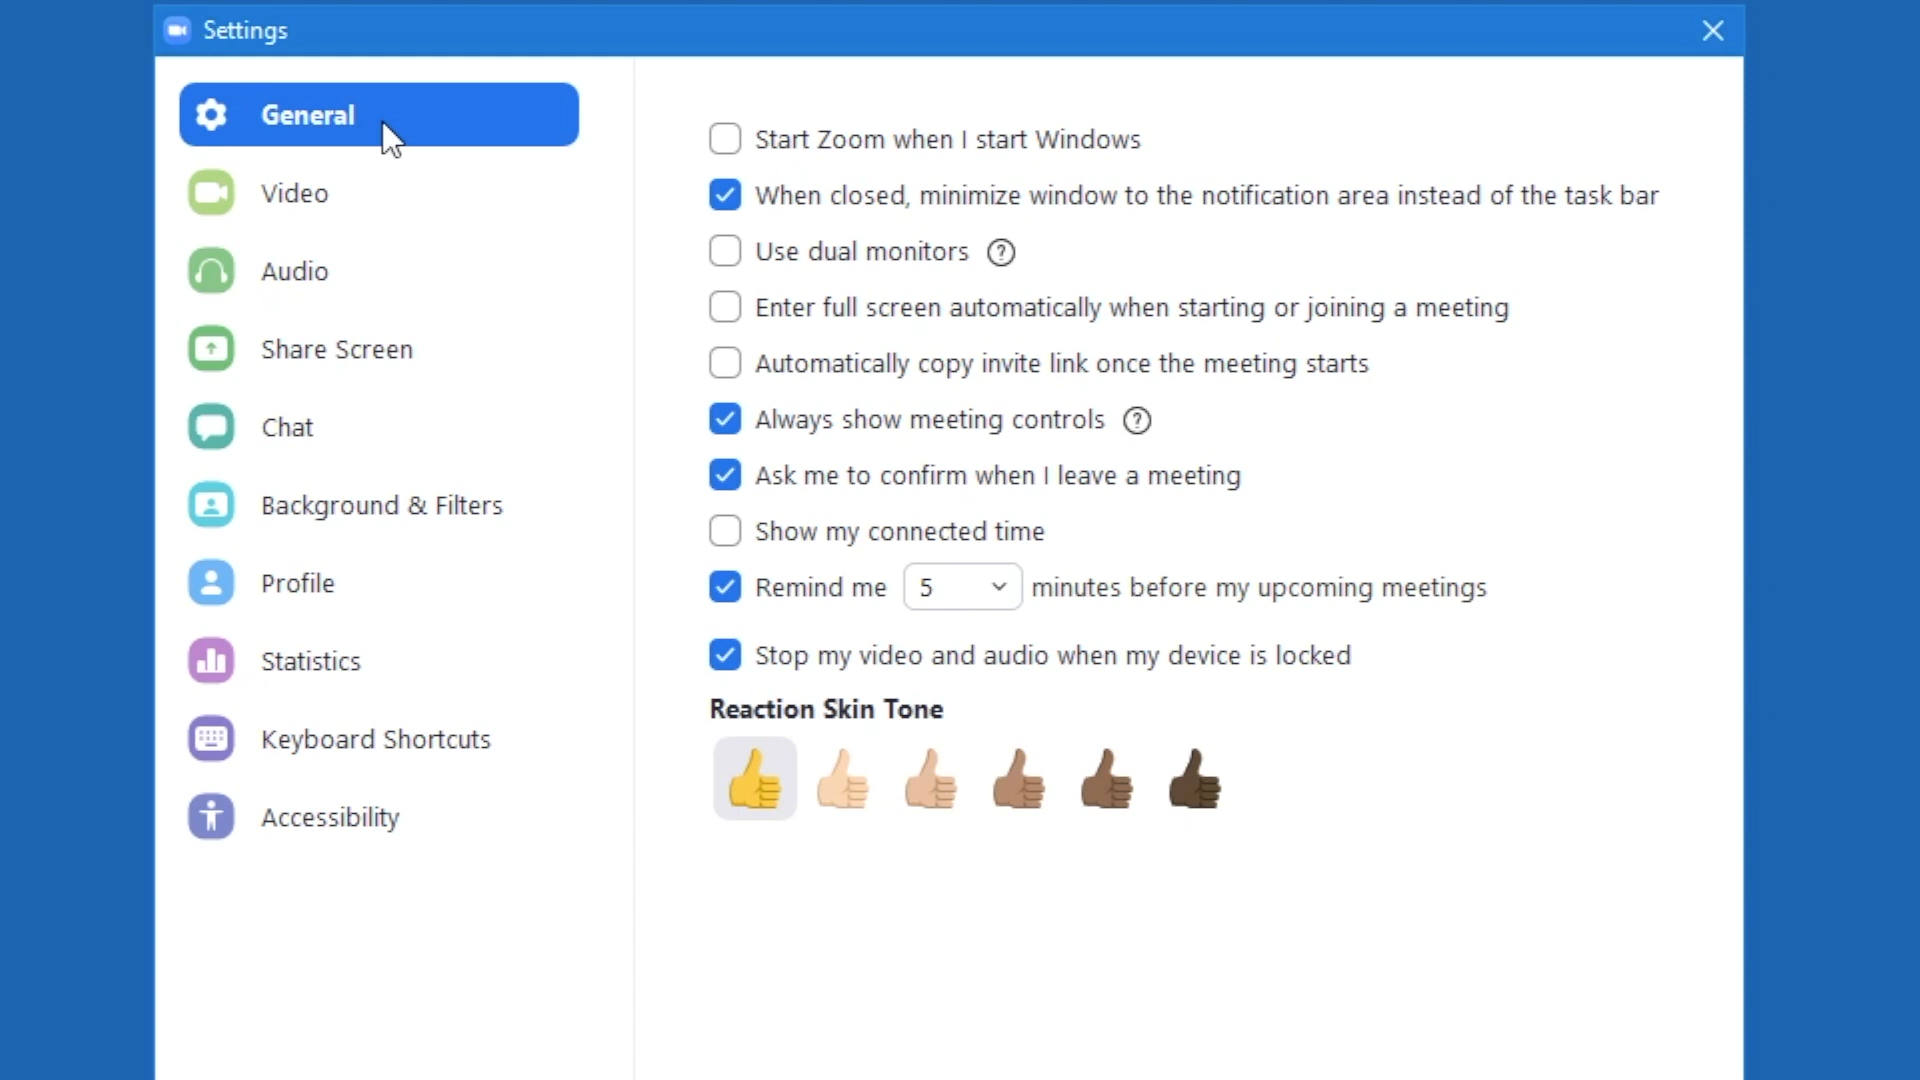 Settings
General
Video
Audio
Share Screen
Chat
Background & Filters
Profile
Statistics
Keyboard Shortcuts
Accessibility
Start Zoom when I start Windows
When closed, minimize window to the notification area instead of the task bar
Use dual monitors ?
Enter full screen automatically when starting or joining a meeting
Automatically copy invite link once the meeting starts
Always show meeting controls ?
Ask me to confirm when I leave a meeting
Show my connected time
Remind me 5 minutes before my upcoming meetings
Stop my video and audio when my device is locked
Reaction Skin Tone